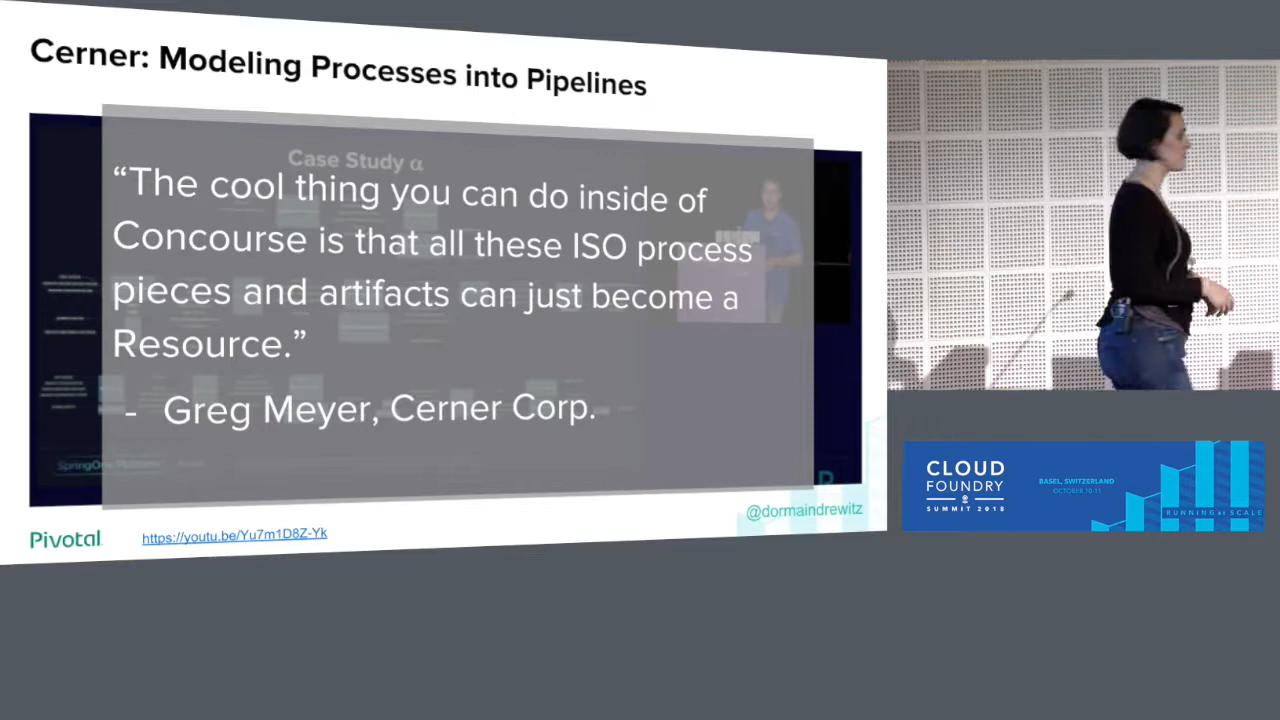 Cerner: Modeling Processes into Pipelines
Case Study α
“The cool thing you can do inside of
Concourse is that all these ISO process
pieces and artifacts can just become a
Resource.”
- Greg Meyer, Cerner Corp.
SpringOne Platform
@dormaindrewitz
Pivotal
https://youtu.be/Yu7m1D8Z-Yk
CLOUD
FOUNDRY
SUMMIT 2018
BASEL, SWITZERLAND
OCTOBER 10-11
RUNNING at SCALE